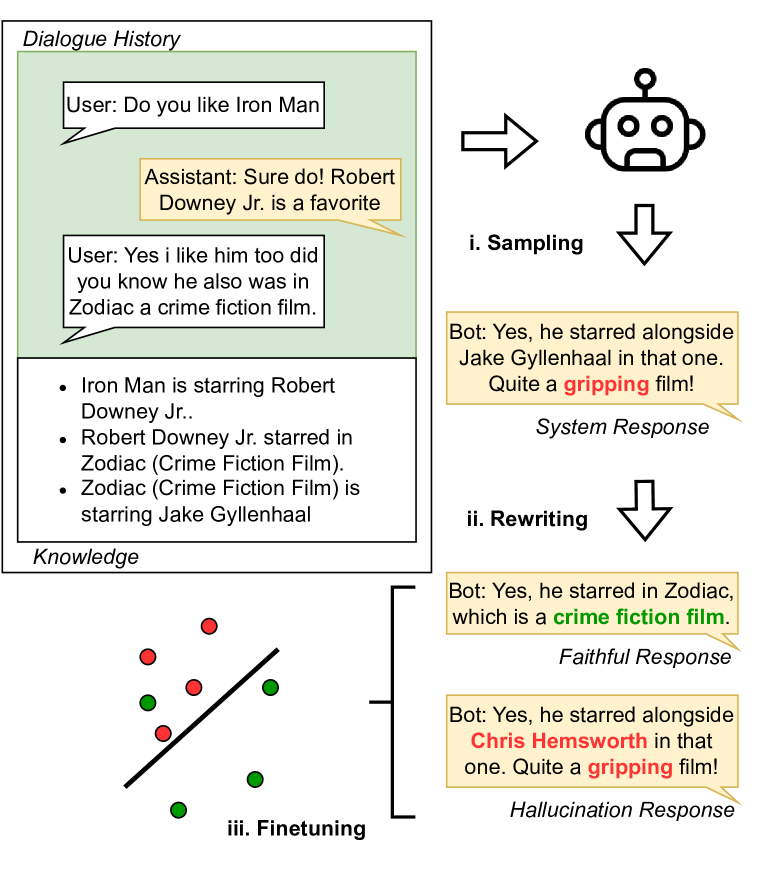 Dialogue History
User: Do you like Iron Man
Assistant: Sure do! Robert
Downey Jr. is a favorite
User: Yes i like him too did
you know he also was in
Zodiac a crime fiction film.
• Iron Man is starring Robert
Downey Jr..
• Robert Downey Jr. starred in
Zodiac (Crime Fiction Film).
• Zodiac (Crime Fiction Film) is
starring Jake Gyllenhaal
Knowledge
i. Sampling
Bot: Yes, he starred alongside
Jake Gyllenhaal in that one.
Quite a gripping film!
System Response
ii. Rewriting
Bot: Yes, he starred in Zodiac,
which is a crime fiction film.
Faithful Response
Bot: Yes, he starred alongside
Chris Hemsworth in that
one. Quite a gripping film!
Hallucination Response
iii. Finetuning